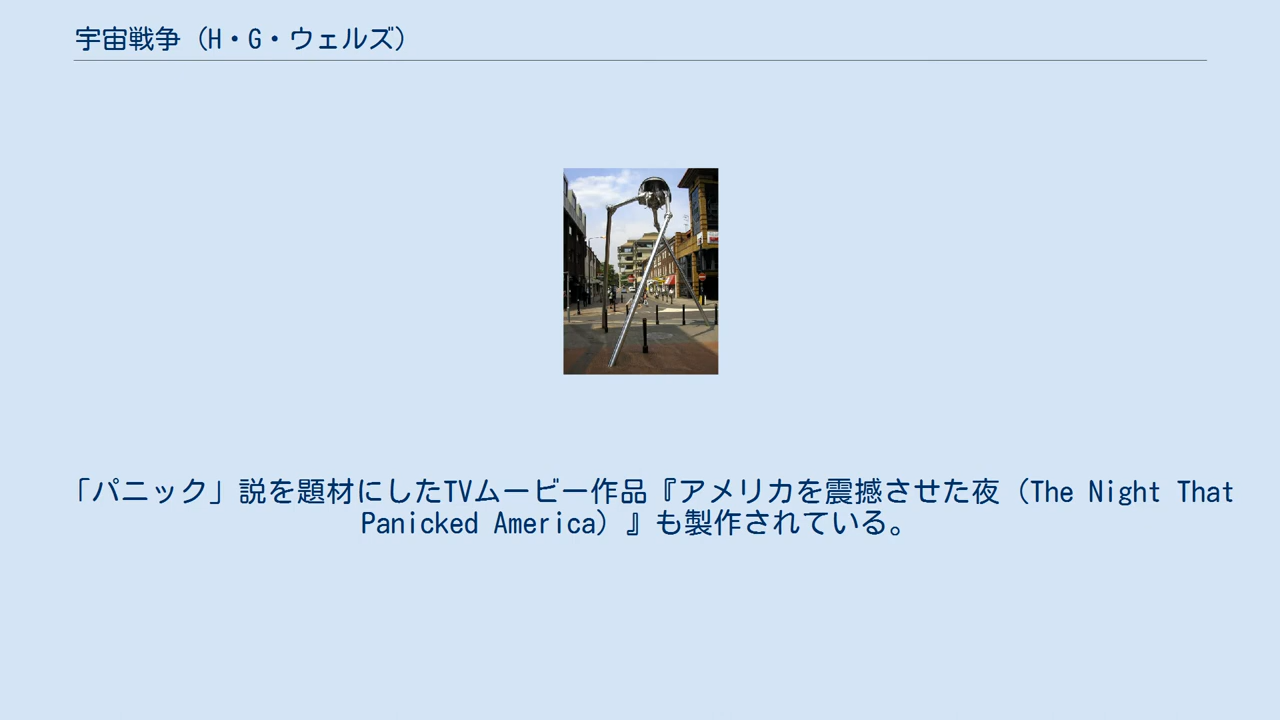 宇宙戦争（H・G・ウェルズ）
「パニック」説を題材にしたTVムービー作品『アメリカを震撼させた夜（The Night That
Panicked America）』も製作されている。